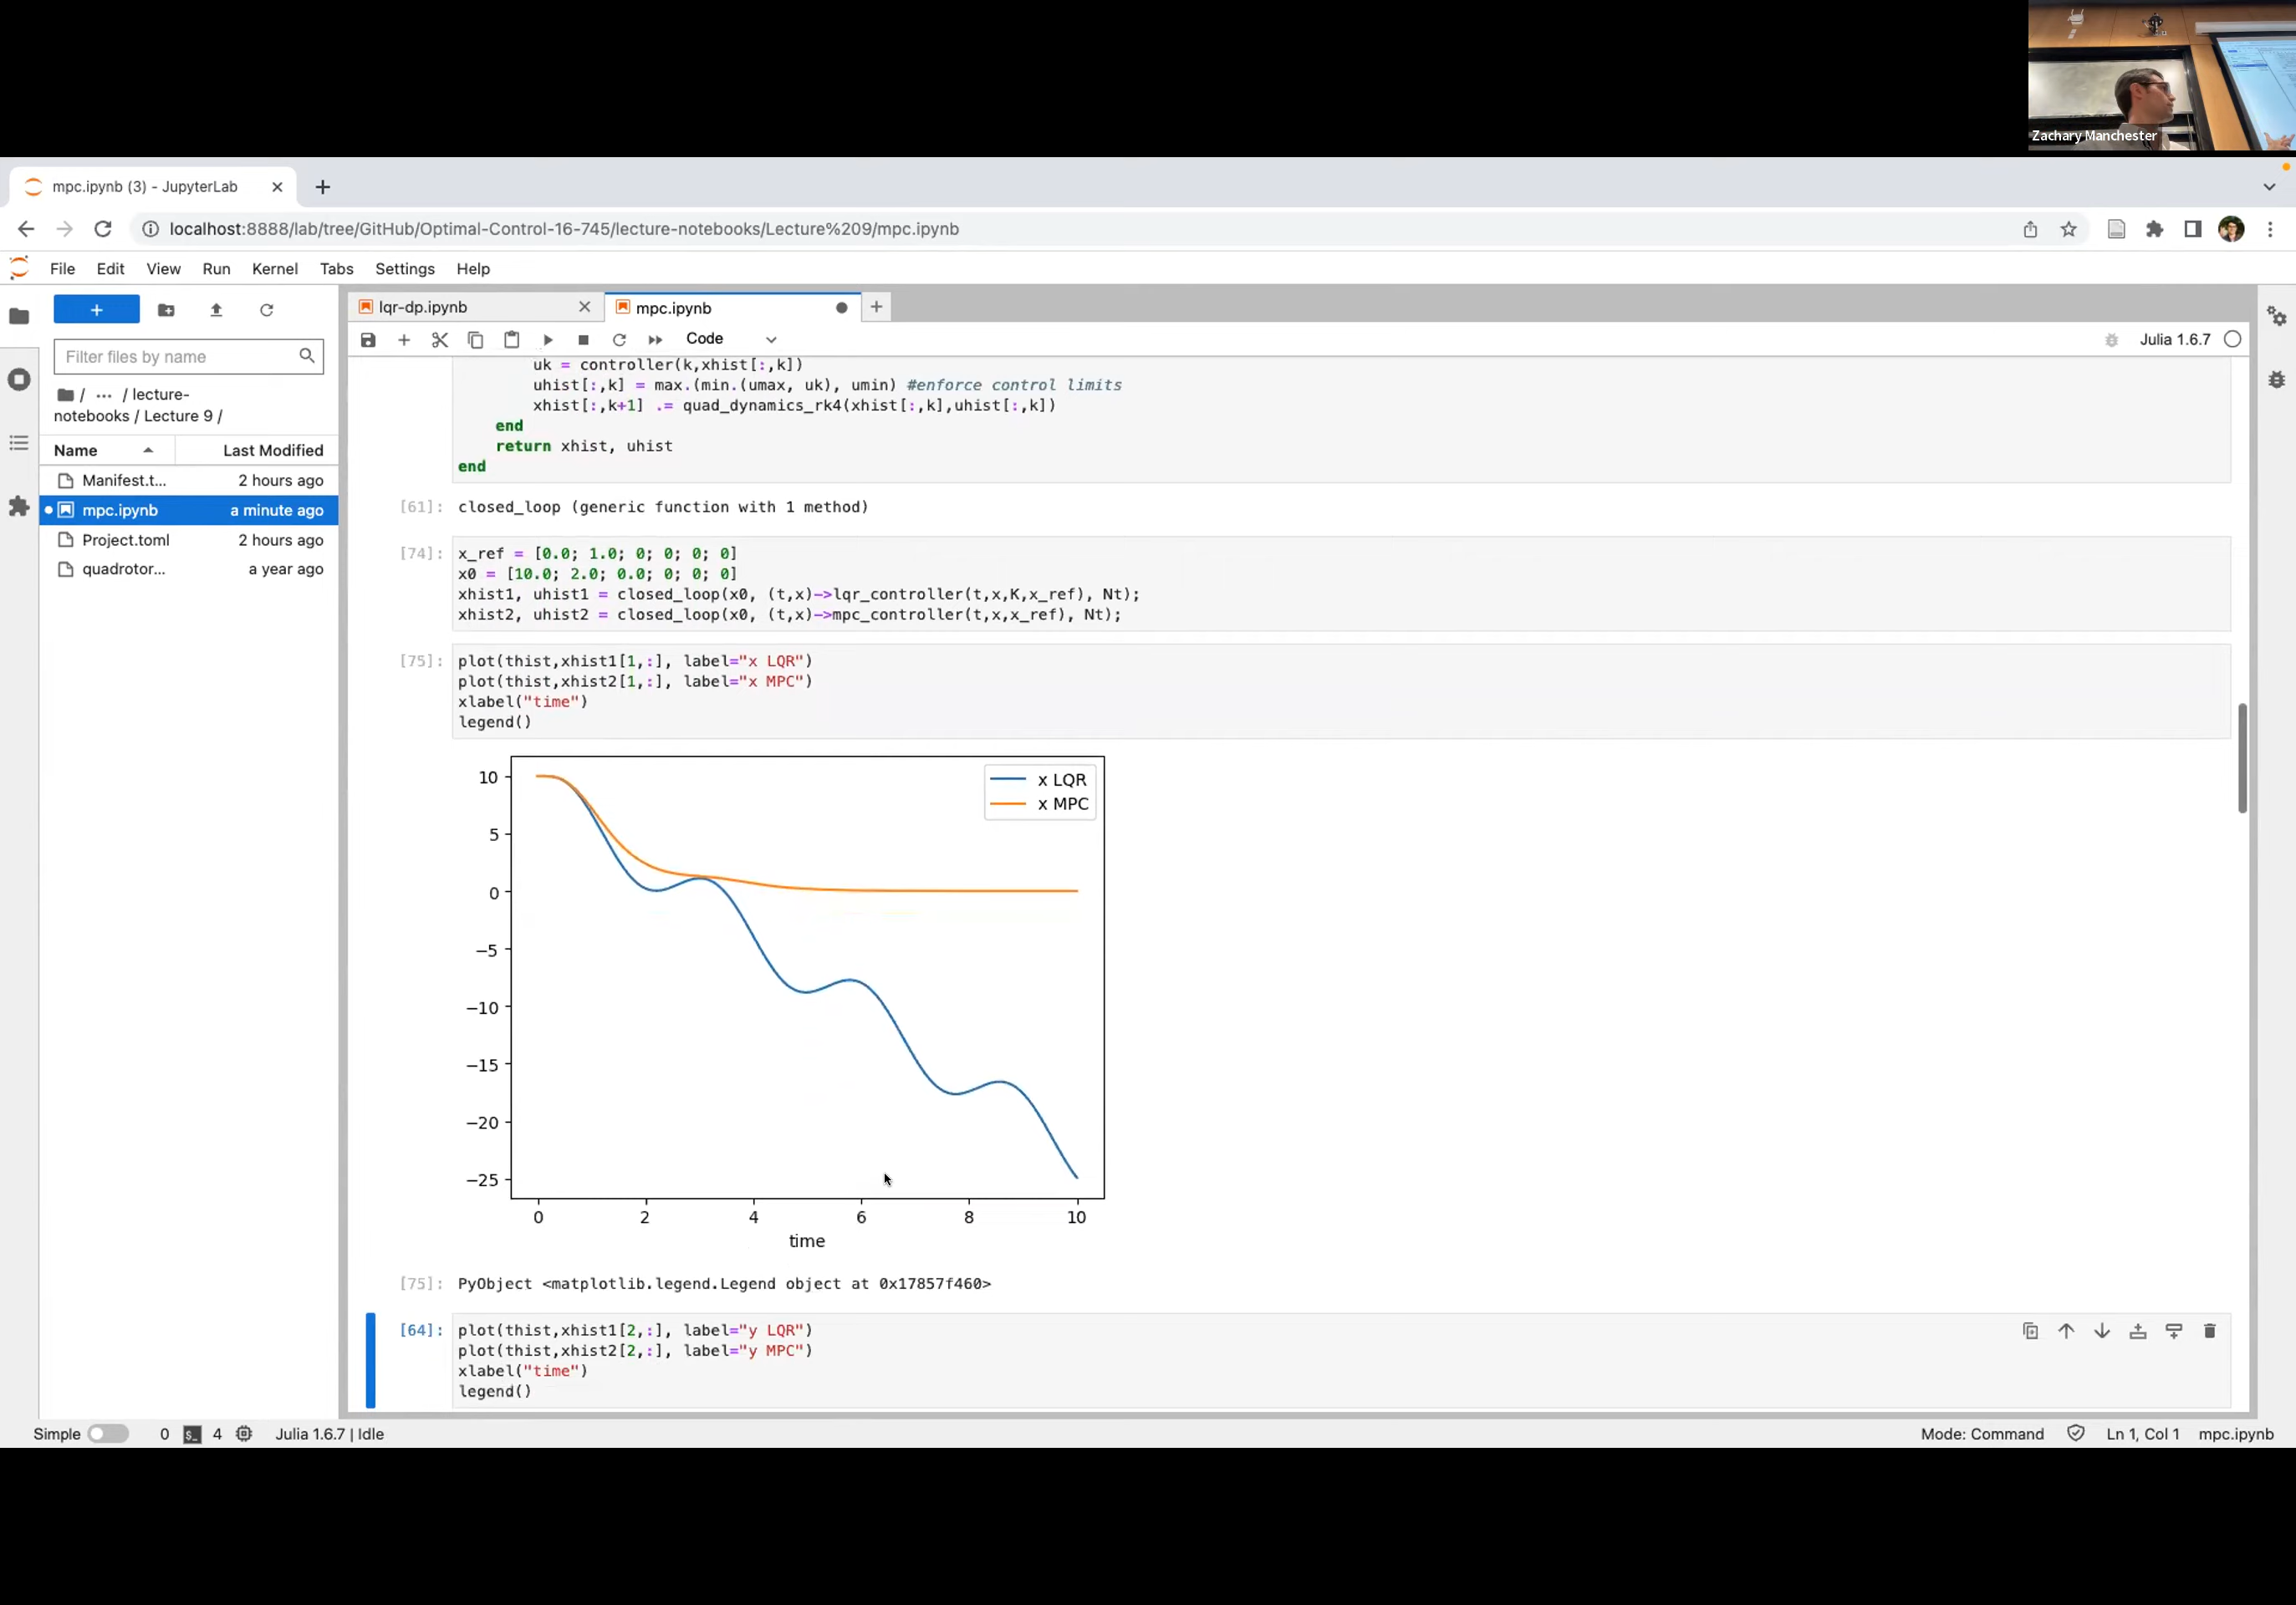 Zachary Manchester
mpc.ipynb (3) - JupyterLab
localhost:8888/lab/tree/GitHub/Optimal-Control-16-745/lecture-notebooks/Lecture%209/mpc.ipynb
File Edit View Run Kernel Tabs Settings Help
Filter files by name
/ ... / lecture-
notebooks / Lecture 9 /
Name Last Modified
Manifest.t... 2 hours ago
mpc.ipynb a minute ago
Project.toml 2 hours ago
quadrotor... a year ago
lqr-dp.ipynb
mpc.ipynb
Code
Julia 1.6.7
uk = controller(k,xhist[:,k])
uhist[:,k] = max.(min.(umax, uk), umin) #enforce control limits
xhist[:,k+1] .= quad_dynamics_rk4(xhist[:,k],uhist[:,k])
end
return xhist, uhist
end
[61]: closed_loop (generic function with 1 method)
[74]: x_ref = [0.0; 1.0; 0; 0; 0; 0]
x0 = [10.0; 2.0; 0.0; 0; 0; 0]
xhist1, uhist1 = closed_loop(x0, (t,x)->lqr_controller(t,x,K,x_ref), Nt);
xhist2, uhist2 = closed_loop(x0, (t,x)->mpc_controller(t,x,x_ref), Nt);
[75]: plot(thist,xhist1[1,:], label="x LQR")
plot(thist,xhist2[1,:], label="x MPC")
xlabel("time")
legend()
x LQR
x MPC
10
5
0
−5
−10
−15
−20
−25
0 2 4 6 8 10
time
[75]: PyObject <matplotlib.legend.Legend object at 0x17857f460>
[64]: plot(thist,xhist1[2,:], label="y LQR")
plot(thist,xhist2[2,:], label="y MPC")
xlabel("time")
legend()
Simple 0 4 Julia 1.6.7 | Idle
Mode: Command Ln 1, Col 1 mpc.ipynb